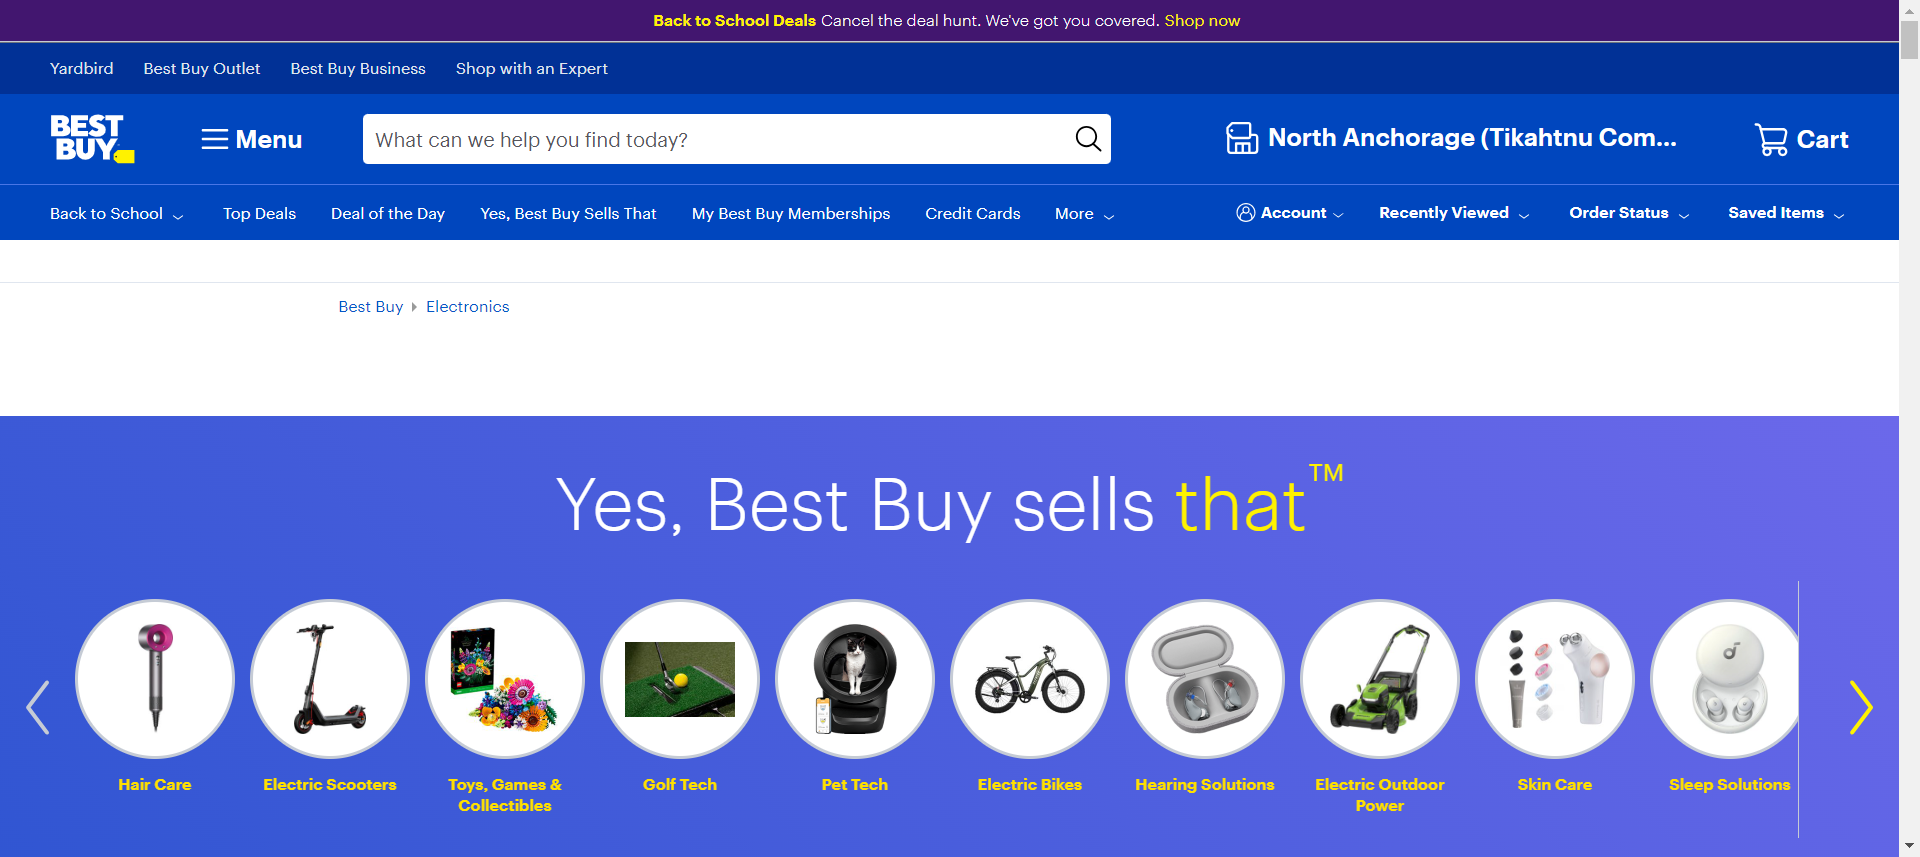 Back to School Deals Cancel the deal hunt. We've got you covered. Shop now
Yardbird Best Buy Outlet Best Buy Business Shop with an Expert
BEST BUY
Menu
What can we help you find today?
North Anchorage (Tikahtnu Com...
Cart
Back to School Top Deals Deal of the Day Yes, Best Buy Sells That My Best Buy Memberships Credit Cards More Account Recently Viewed Order Status Saved Items
Best Buy Electronics
Yes, Best Buy sells that™
Hair Care
Electric Scooters
Toys, Games &
Collectibles
Golf Tech
Pet Tech
Electric Bikes
Hearing Solutions
Electric Outdoor
Power
Skin Care
Sleep Solutions